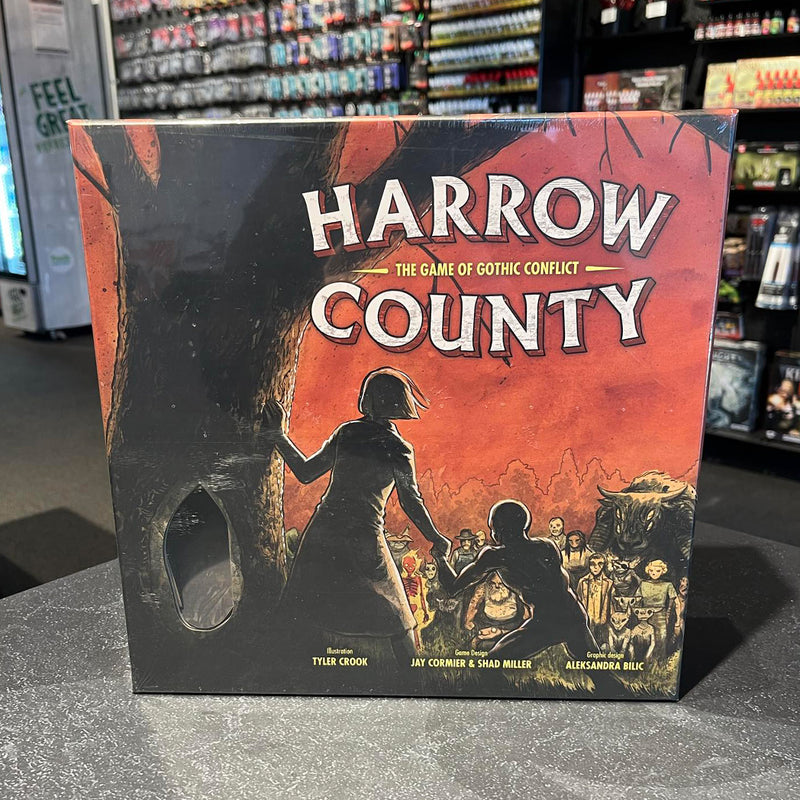 FEEL
GREAT
HARROW
THE GAME OF GOTHIC CONFLICT
COUNTY
Illustration
TYLER CROOK
Game Design
JAY CORMIER & SHAD MILLER
Graphic design
ALEKSANDRA BILIC